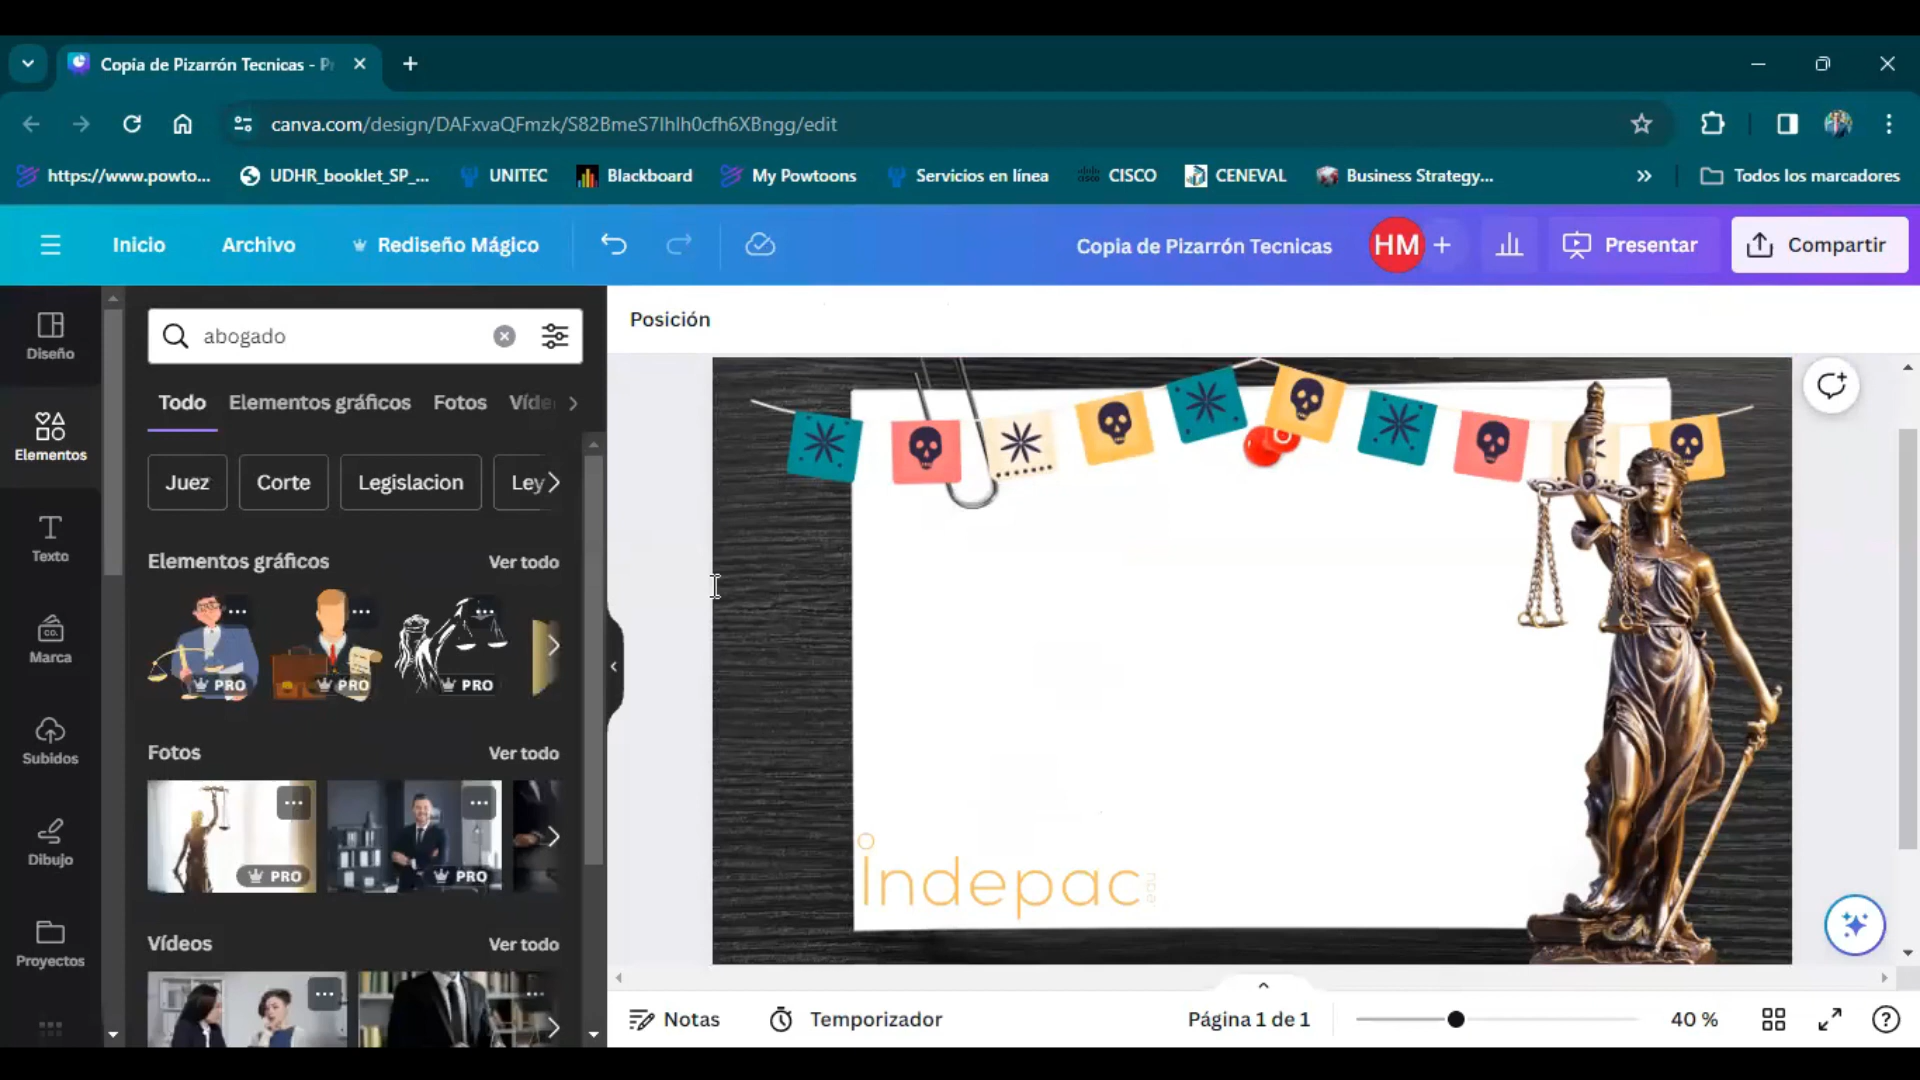 Copia de Pizarrón Tecnicas - P
canva.com/design/DAFxvaQFmzk/S82BmeS7lhlh0cfh6XBngg/edit
https://www.powto... UDHR_booklet_SP_... UNITEC Blackboard My Powtoons Servicios en línea CISCO CENEVAL Business Strategy... Todos los marcadores
Inicio Archivo Rediseño Mágico Copia de Pizarrón Tecnicas HM Presentar Compartir
Diseño
Elementos
Texto
Marca
CO.
Subidos
Dibujo
Proyectos
abogado
Todo Elementos gráficos Fotos Víde
Juez Corte Legislacion Ley
Elementos gráficos Ver todo
PRO PRO PRO
Fotos Ver todo
PRO PRO
Vídeos Ver todo
Posición
Indepac
Notas Temporizador Página 1 de 1 40 %